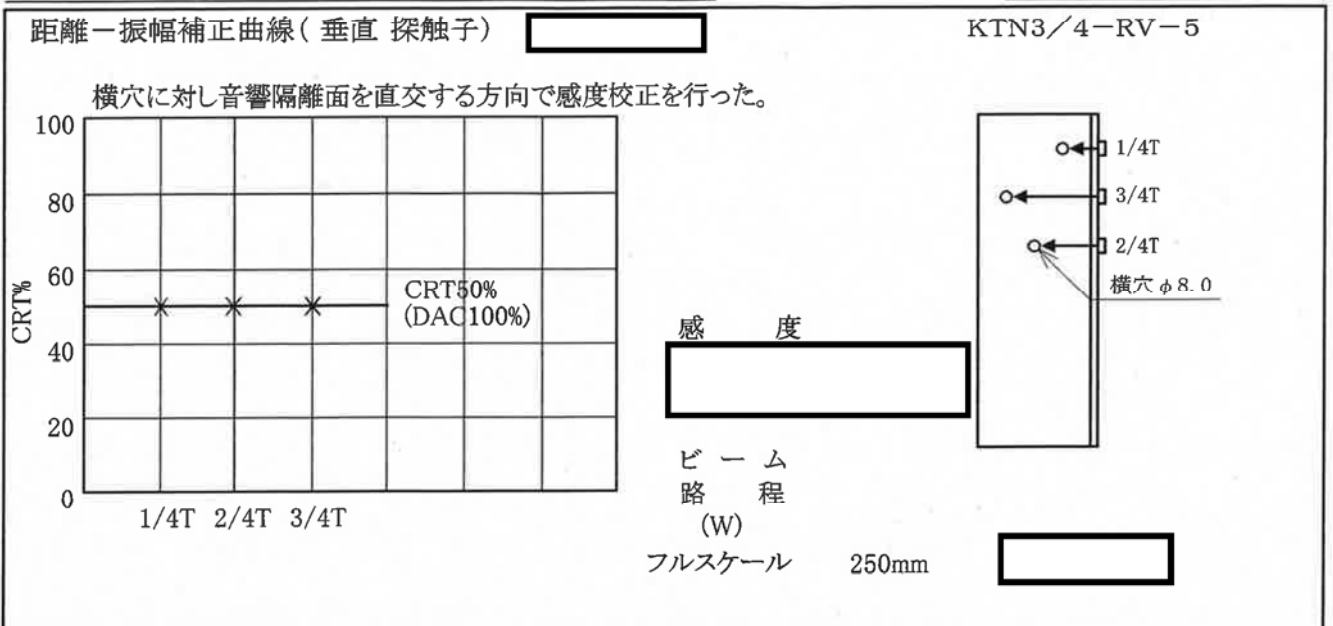 距離－振幅補正曲線( 垂直 探触子)
KTN3／4－RV－5
横穴に対し音響隔離面を直交する方向で感度校正を行った。
100
80
60
40
20
0
CRT%
CRT50%
(DAC100%)
1/4T 2/4T 3/4T
1/4T
3/4T
2/4T
横穴φ8.0
感　度
ビ ー ム
路　程
(W)
フルスケール 250mm